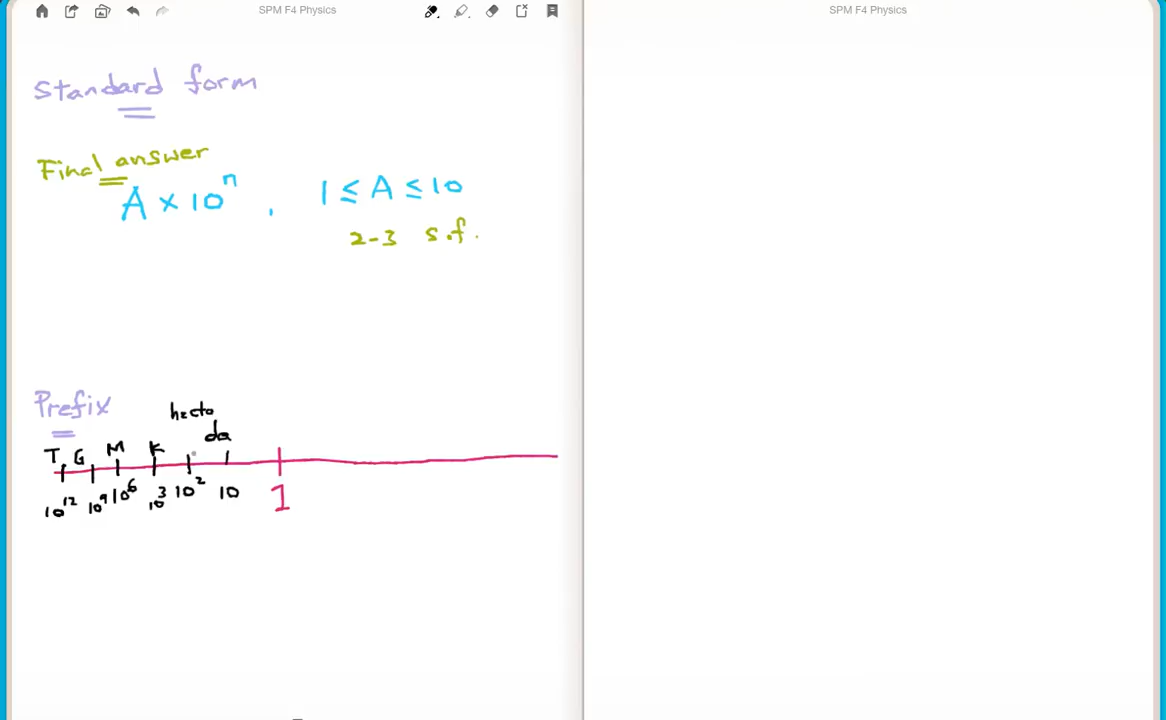 SPM F4 Physics
SPM F4 Physics
Standard form
Final answer
A × 10ⁿ , 1 ≤ A ≤ 10
2-3 s.f.
Prefix
hecto
da
T G M K
10¹² 10⁹ 10⁶ 10³ 10² 10 1